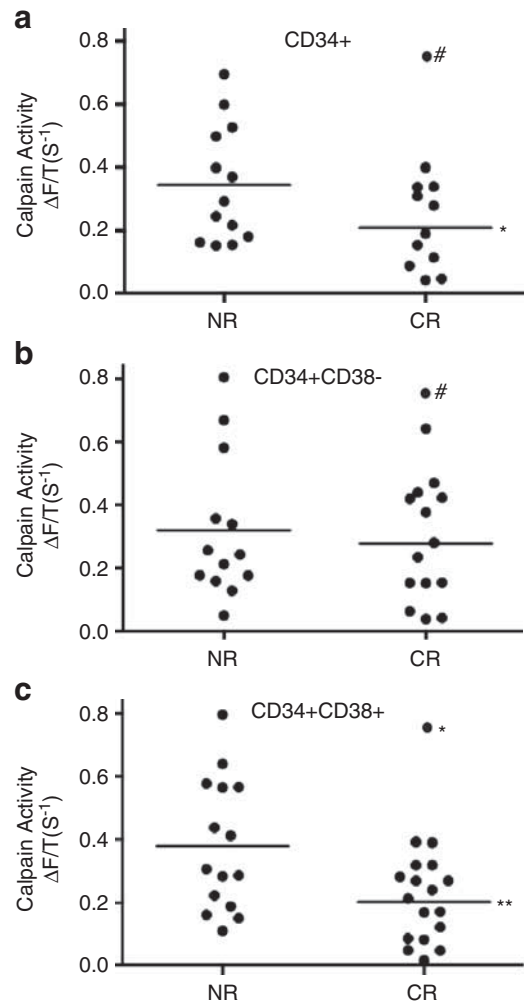 a
CD34+
Calpain Activity
ΔF/T(S⁻¹)
0.8
0.6
0.4
0.2
0.0
#
*
NR
CR
b
CD34+CD38-
Calpain Activity
ΔF/T(S⁻¹)
0.8
0.6
0.4
0.2
0.0
#
NR
CR
c
CD34+CD38+
Calpain Activity
ΔF/T(S⁻¹)
0.8
0.6
0.4
0.2
0.0
*
**
NR
CR